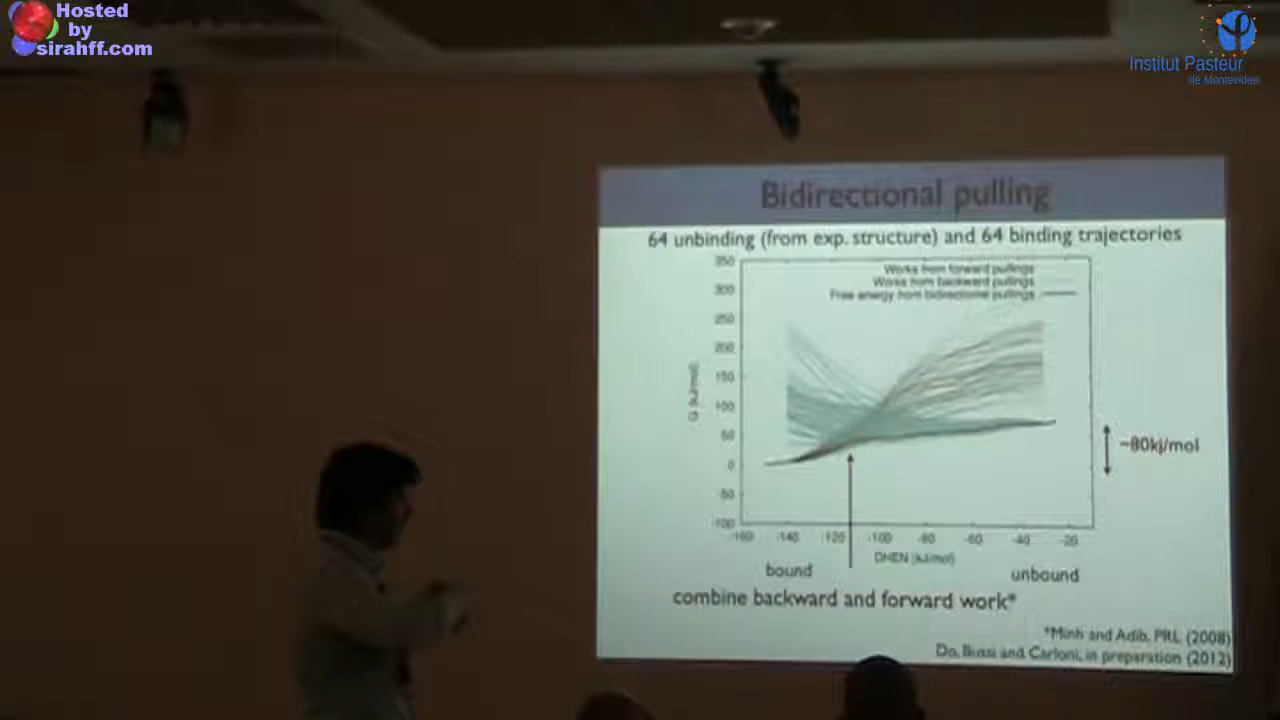 Hosted
by
sirahff.com
Institut Pasteur
de Montevideo
Bidirectional pulling
64 unbinding (from exp. structure) and 64 binding trajectories
Works from forward pullings
Works from backward pullings
Free energy from bidirectional pullings
350
300
250
200
150
100
50
0
-50
-100
G (kJ/mol)
-160 -140 -120 -100 -80 -60 -40 -20
DHEN (kJ/mol)
~80kj/mol
bound
unbound
combine backward and forward work*
*Minh and Adib, PRL (2008)
Do, Bussi and Carloni, in preparation (2012)